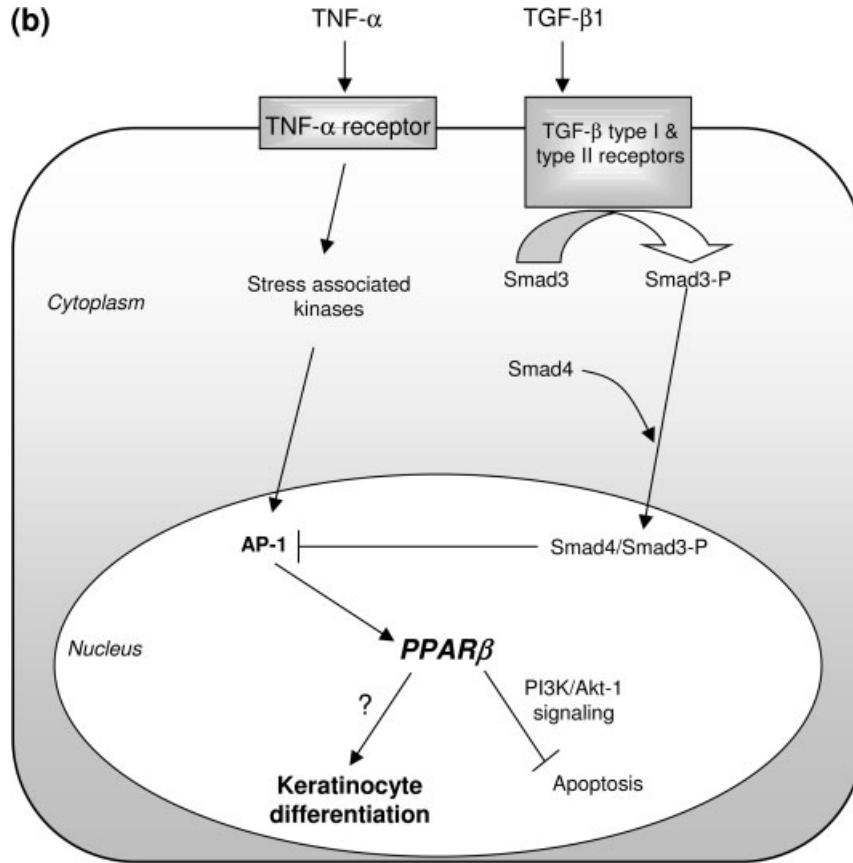 (b)
TNF-α
TGF-β1
TNF-α receptor
TGF-β type I &
type II receptors
Smad3
Smad3-P
Stress associated
kinases
Cytoplasm
Smad4
AP-1
Smad4/Smad3-P
Nucleus
PPARβ
PI3K/Akt-1
signaling
?
Keratinocyte
differentiation
Apoptosis